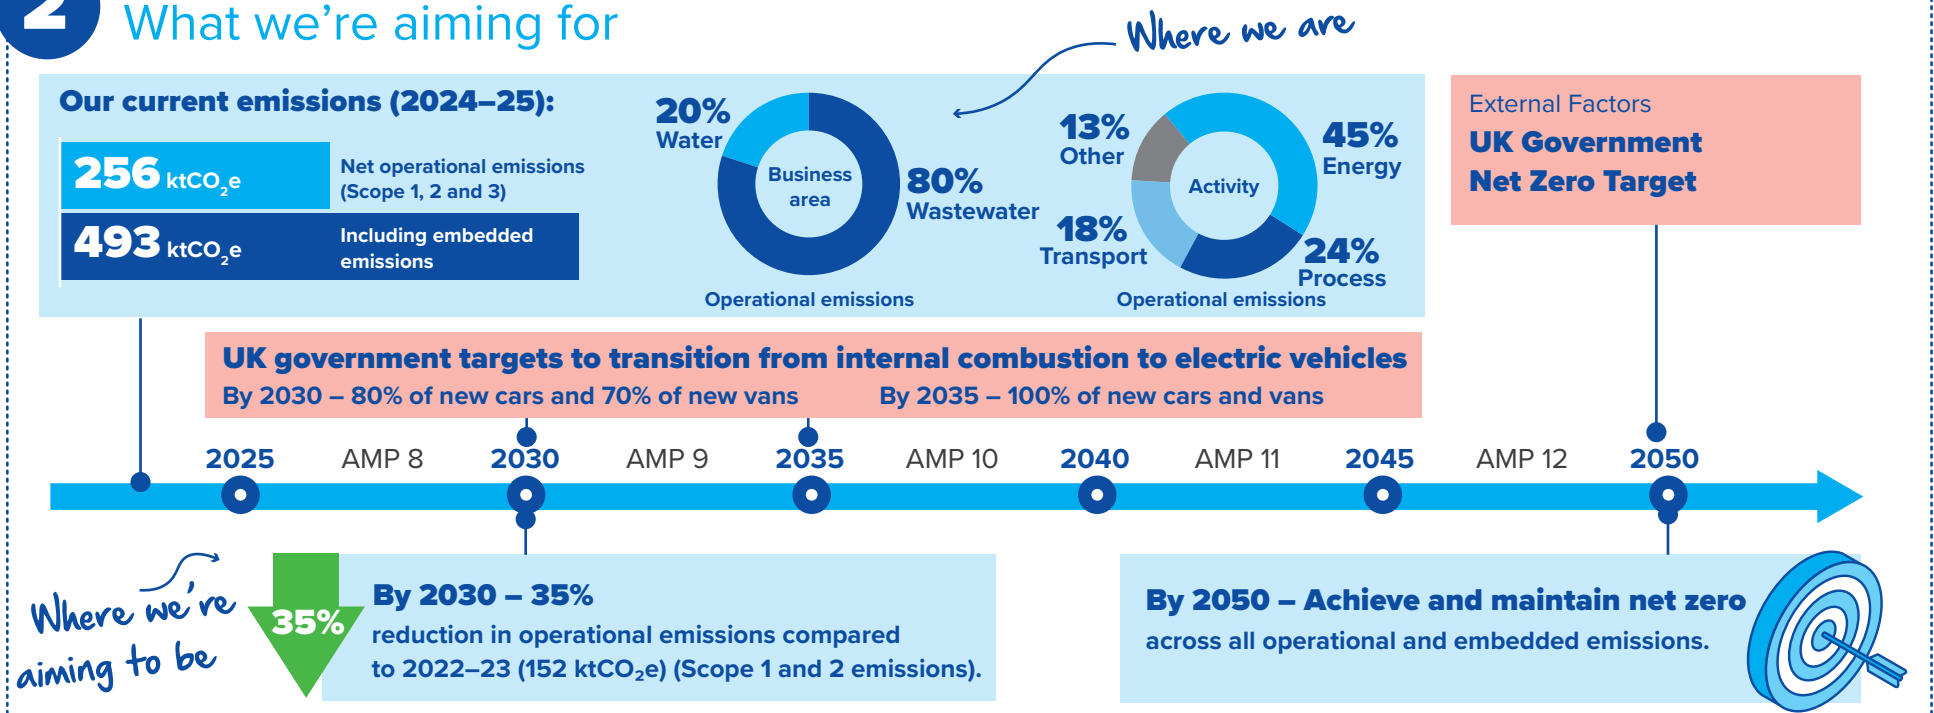 2
What we're aiming for
Where we are
Our current emissions (2024–25):
256 ktCO₂e
Net operational emissions
(Scope 1, 2 and 3)
493 ktCO₂e
Including embedded
emissions
20%
Water
Business
area
80%
Wastewater
Operational emissions
13%
Other
45%
Energy
Activity
18%
Transport
24%
Process
Operational emissions
External Factors
UK Government
Net Zero Target
UK government targets to transition from internal combustion to electric vehicles
By 2030 – 80% of new cars and 70% of new vans
By 2035 – 100% of new cars and vans
2025 AMP 8 2030 AMP 9 2035 AMP 10 2040 AMP 11 2045 AMP 12 2050
Where we're
aiming to be
35%
By 2030 – 35%
reduction in operational emissions compared
to 2022–23 (152 ktCO₂e) (Scope 1 and 2 emissions).
By 2050 – Achieve and maintain net zero
across all operational and embedded emissions.